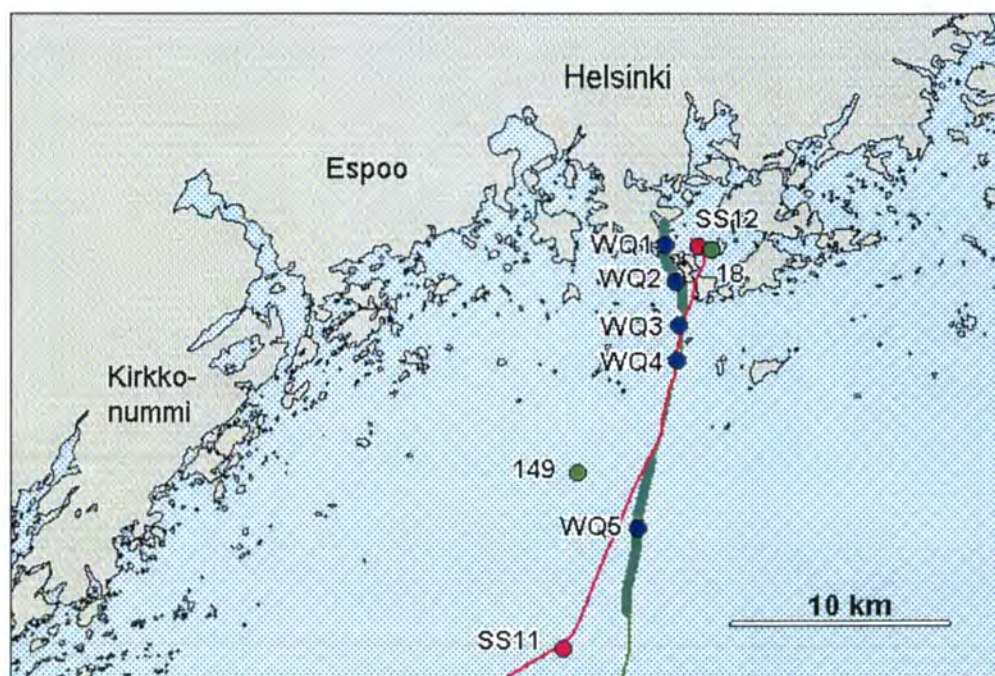 Helsinki
Espoo
SS12
WQ1
WQ2
18
WQ3
WQ4
Kirkko-
nummi
149
WQ5
10 km
SS11